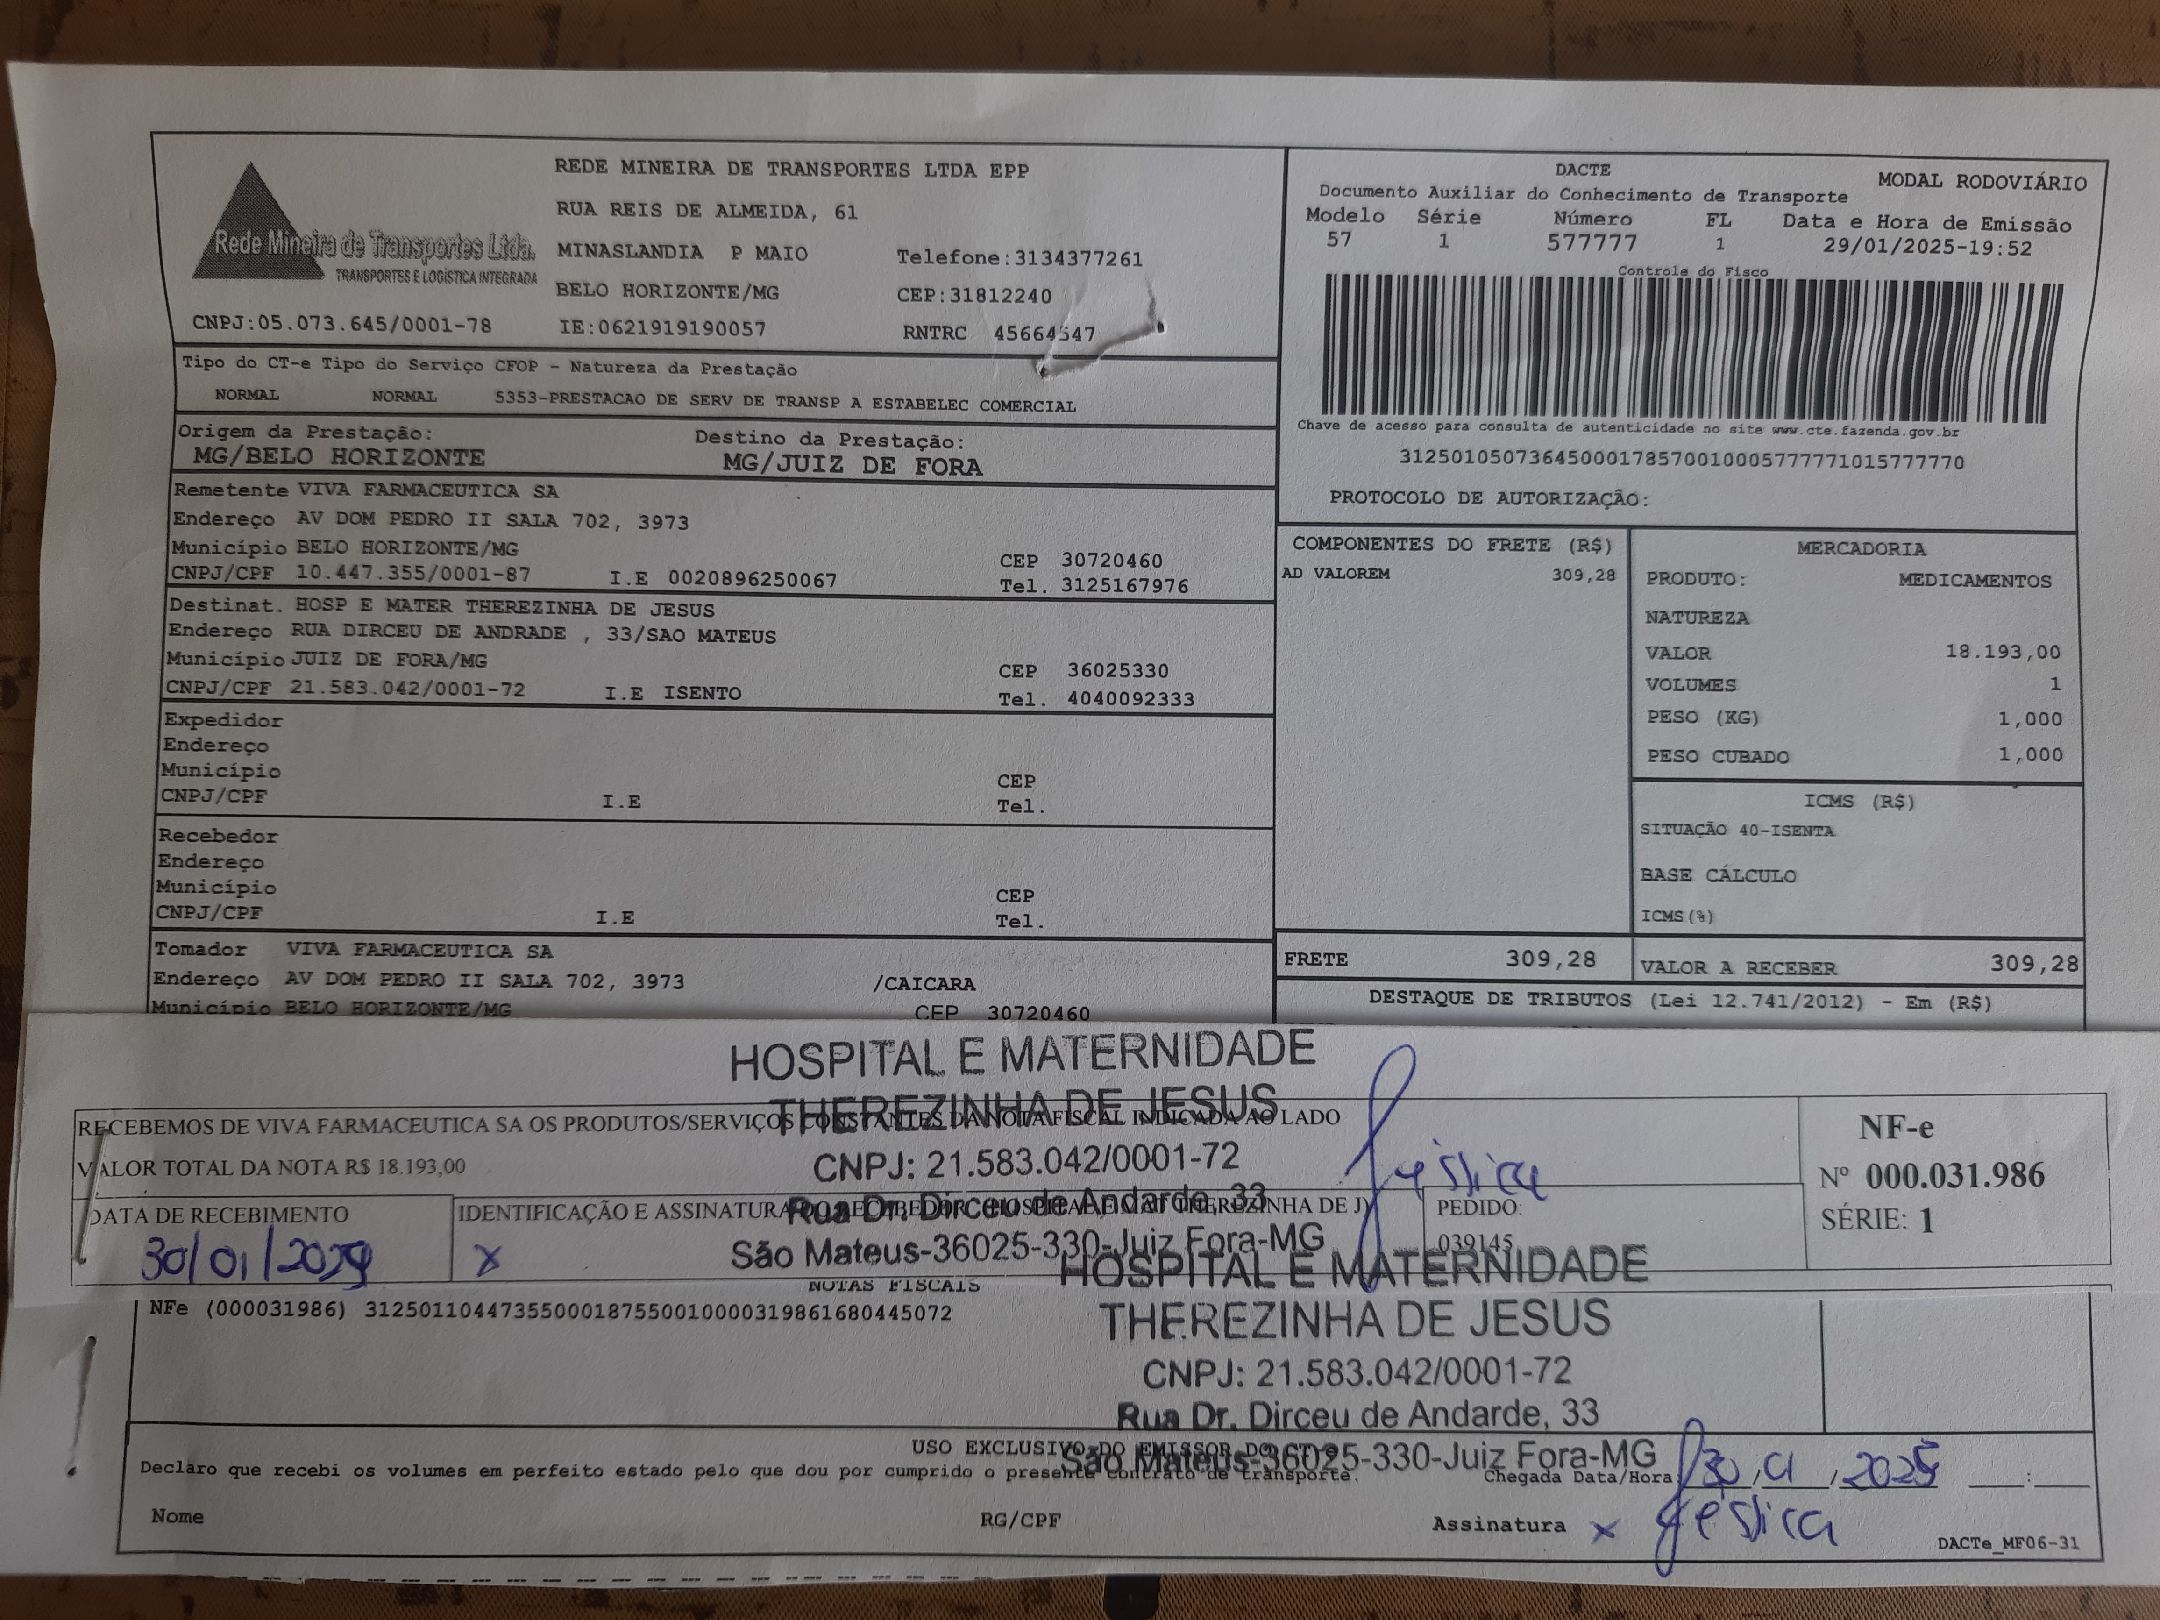 Rede Mineira de Transportes Ltda.
TRANSPORTES E LOGÍSTICA INTEGRADA
CNPJ:05.073.645/0001-78
REDE MINEIRA DE TRANSPORTES LTDA EPP
RUA REIS DE ALMEIDA, 61
MINASLANDIA P MAIO Telefone:3134377261
BELO HORIZONTE/MG CEP:31812240
IE:0621919190057 RNTRC 45664547
DACTE MODAL RODOVIÁRIO
Documento Auxiliar do Conhecimento de Transporte
Modelo Série Número FL Data e Hora de Emissão
57 1 577777 1 29/01/2025-19:52
Controle do Fisco
Chave de acesso para consulta de autenticidade no site www.cte.fazenda.gov.br
31250105073645000178570010005777771015777770
PROTOCOLO DE AUTORIZAÇÃO:
Tipo do CT-e Tipo do Serviço CFOP - Natureza da Prestação
NORMAL NORMAL 5353-PRESTACAO DE SERV DE TRANSP A ESTABELEC COMERCIAL
Origem da Prestação: Destino da Prestação:
MG/BELO HORIZONTE MG/JUIZ DE FORA
Remetente VIVA FARMACEUTICA SA
Endereço AV DOM PEDRO II SALA 702, 3973
Município BELO HORIZONTE/MG CEP 30720460
CNPJ/CPF 10.447.355/0001-87 I.E 0020896250067 Tel. 3125167976
Destinat. HOSP E MATER THEREZINHA DE JESUS
Endereço RUA DIRCEU DE ANDRADE , 33/SAO MATEUS
Município JUIZ DE FORA/MG CEP 36025330
CNPJ/CPF 21.583.042/0001-72 I.E ISENTO Tel. 4040092333
Expedidor
Endereço
Município CEP
CNPJ/CPF I.E Tel.
Recebedor
Endereço
Município CEP
CNPJ/CPF I.E Tel.
Tomador VIVA FARMACEUTICA SA
Endereço AV DOM PEDRO II SALA 702, 3973 /CAICARA
Município BELO HORIZONTE/MG CEP 30720460
COMPONENTES DO FRETE (R$)
AD VALOREM 309,28
MERCADORIA
PRODUTO: MEDICAMENTOS
NATUREZA
VALOR 18.193,00
VOLUMES 1
PESO (KG) 1,000
PESO CUBADO 1,000
ICMS (R$)
SITUAÇÃO 40-ISENTA
BASE CÁLCULO
ICMS(%)
FRETE 309,28 VALOR A RECEBER 309,28
DESTAQUE DE TRIBUTOS (Lei 12.741/2012) - Em (R$)
HOSPITAL E MATERNIDADE
THEREZINHA DE JESUS
CNPJ: 21.583.042/0001-72
Rua Dr. Dirceu de Andarde, 33
São Mateus-36025-330-Juiz Fora-MG
RECEBEMOS DE VIVA FARMACEUTICA SA OS PRODUTOS/SERVIÇOS CONSTANTES DA NOTA FISCAL INDICADA AO LADO
VALOR TOTAL DA NOTA R$ 18.193,00
Jéssica
DATA DE RECEBIMENTO
30/01/2025
IDENTIFICAÇÃO E ASSINATURA THEREZINHA DE J
x
PEDIDO:
039145
NF-e
Nº 000.031.986
SÉRIE: 1
NOTAS FISCAIS
NFe (000031986) 31250110447355000187550010000319861680445072
HOSPITAL E MATERNIDADE
THEREZINHA DE JESUS
CNPJ: 21.583.042/0001-72
Rua Dr. Dirceu de Andarde, 33
São Mateus-36025-330-Juiz Fora-MG
USO EXCLUSIVO DO EMISSOR DO CT-e
Declaro que recebi os volumes em perfeito estado pelo que dou por cumprido o presente contrato de transporte.
Chegada Data/Hora 30/01/2025 :
Nome RG/CPF Assinatura x Jéssica
DACTe_MF06-31